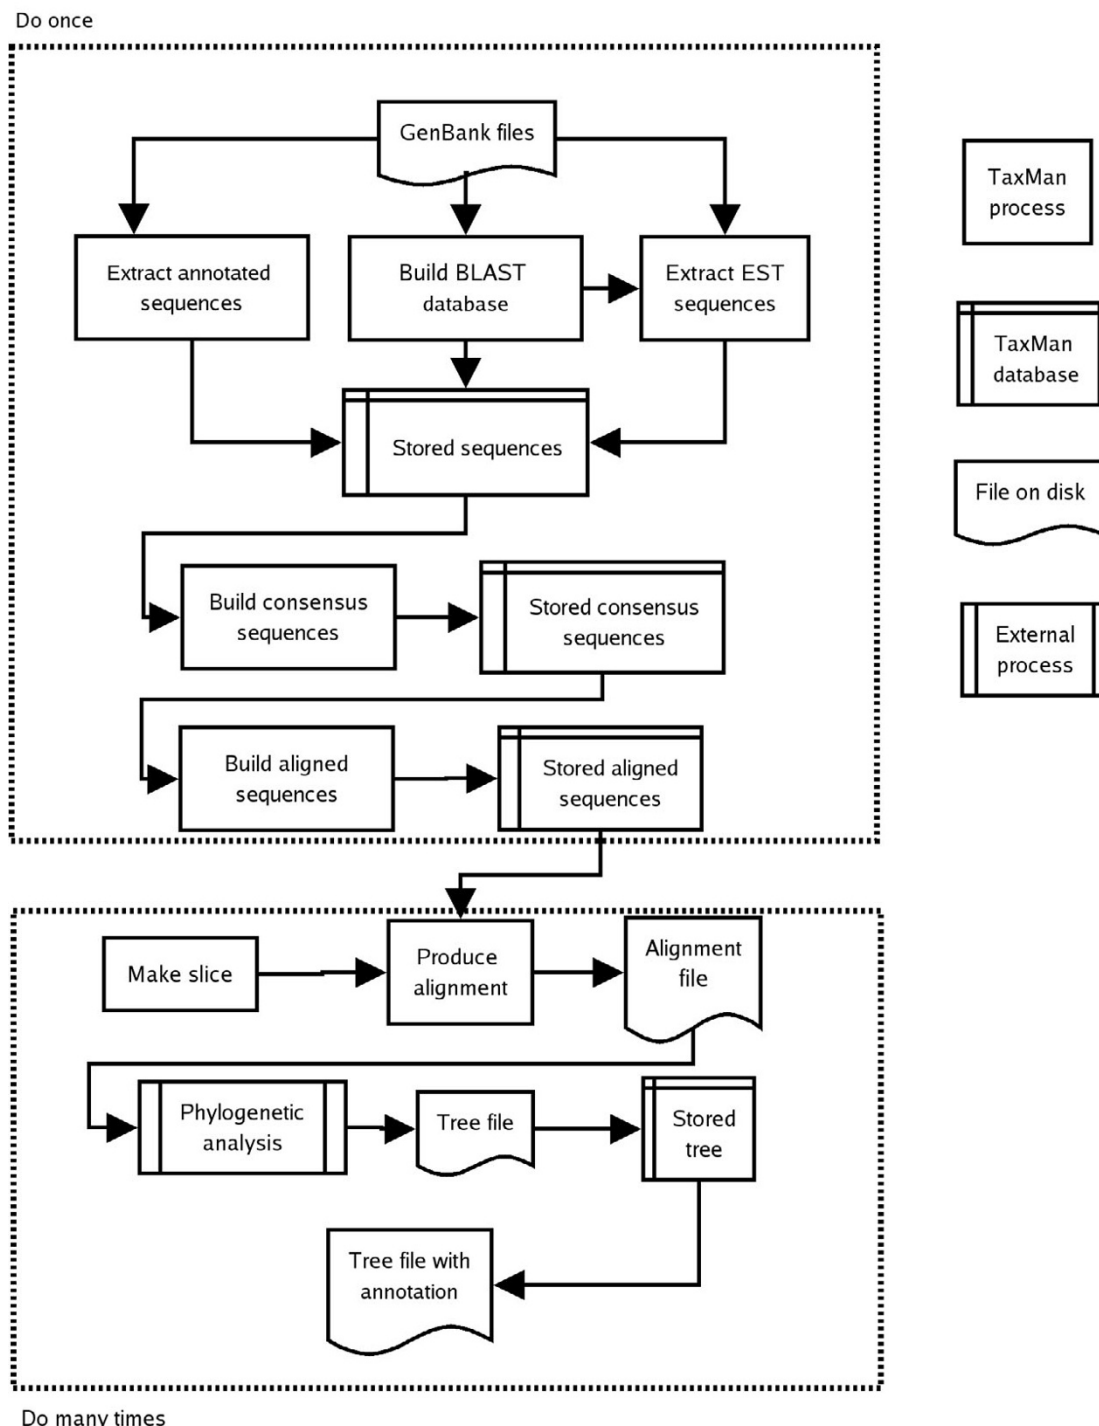 Do once
GenBank files
TaxMan
process
Extract annotated
sequences
Build BLAST
database
Extract EST
sequences
TaxMan
database
Stored sequences
File on disk
Build consensus
sequences
Stored consensus
sequences
External
process
Build aligned
sequences
Stored aligned
sequences
Make slice
Produce
alignment
Alignment
file
Phylogenetic
analysis
Tree file
Stored
tree
Tree file with
annotation
Do many times